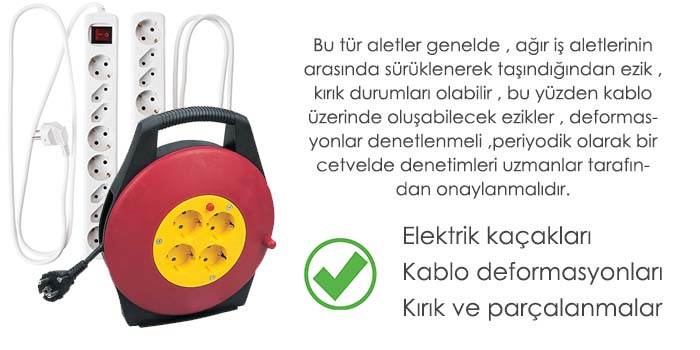 Bu tür aletler genelde , ağır iş aletlerinin
arasında sürüklenerek taşındığından ezik ,
kırık durumları olabilir , bu yüzden kablo
üzerinde oluşabilecek ezikler , deformas-
yonlar denetlenmeli ,periyodik olarak bir
cetvelde denetimleri uzmanlar tarafın-
dan onaylanmalıdır.
Elektrik kaçakları
Kablo deformasyonları
Kırık ve parçalanmalar